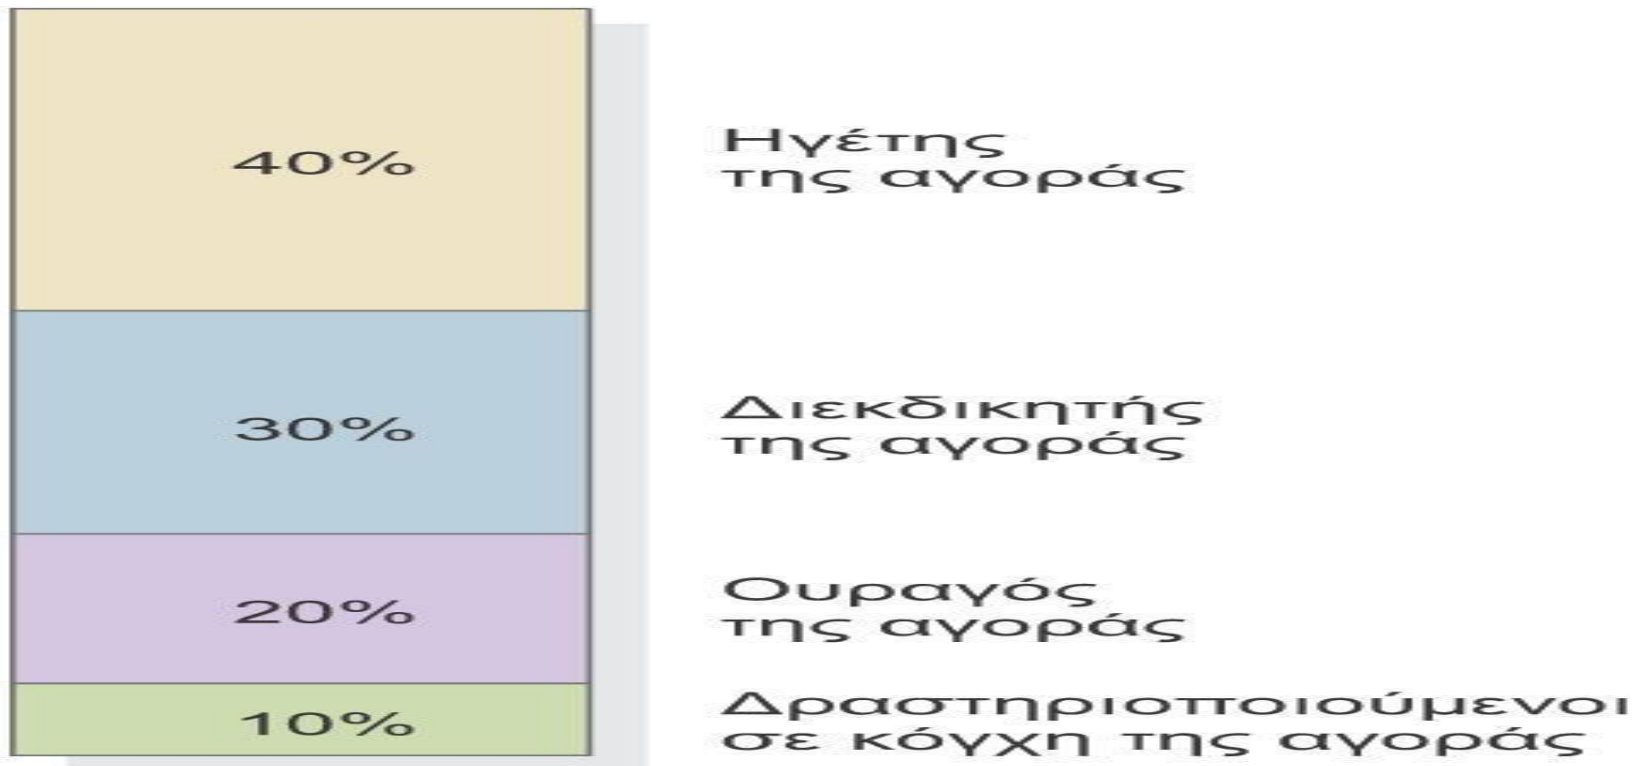 40%
Ηγέτης
της αγοράς
30%
Διεκδικητής
της αγοράς
20%
Ουραγός
της αγοράς
10%
Δραστηριοποιούμενοι
σε κόγχη της αγοράς